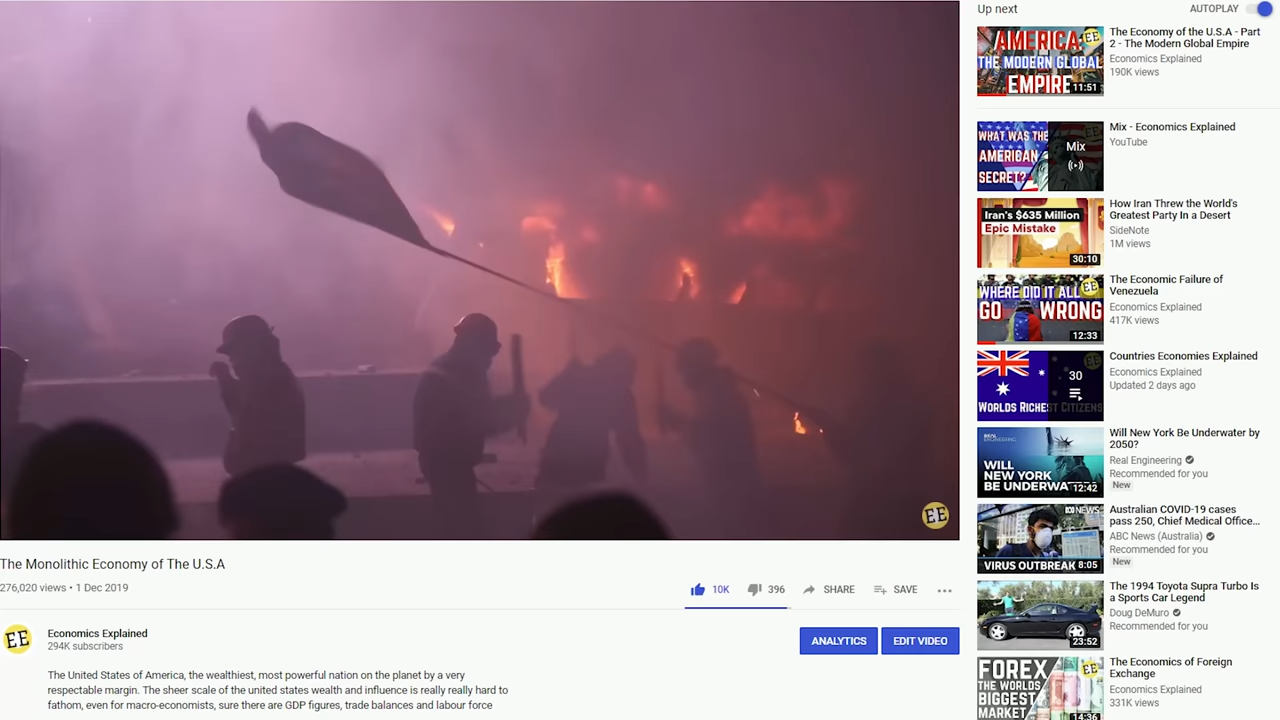 Up next
AUTOPLAY
AMERICA
THE MODERN GLOBAL
EMPIRE
EE
11:51
The Economy of the U.S.A - Part
2 - The Modern Global Empire
Economics Explained
190K views
WHAT WAS THE
AMERICAN
SECRET?
Mix
Mix - Economics Explained
YouTube
Iran's $635 Million
Epic Mistake
30:10
How Iran Threw the World's
Greatest Party In a Desert
SideNote
1M views
WHERE DID IT ALL
GO WRONG
EE
12:33
The Economic Failure of
Venezuela
Economics Explained
417K views
WORLDS RICHEST CITIZENS
30
EE
Countries Economies Explained
Economics Explained
Updated 2 days ago
REAL
ENGINEERING
WILL
NEW YORK
BE UNDERWA
12:42
Will New York Be Underwater by
2050?
Real Engineering
Recommended for you
New
NEWS
VIRUS OUTBREAK
8:05
Australian COVID-19 cases
pass 250, Chief Medical Office...
ABC News (Australia)
Recommended for you
New
23:52
The 1994 Toyota Supra Turbo Is
a Sports Car Legend
Doug DeMuro
Recommended for you
FOREX
THE WORLDS
BIGGEST
MARKET
EE
14:36
The Economics of Foreign
Exchange
Economics Explained
331K views
EE
The Monolithic Economy of The U.S.A
276,020 views • 1 Dec 2019
10K
396
SHARE
SAVE
EE
Economics Explained
294K subscribers
ANALYTICS
EDIT VIDEO
The United States of America, the wealthiest, most powerful nation on the planet by a very
respectable margin. The sheer scale of the united states wealth and influence is really really hard to
fathom, even for macro-economists, sure there are GDP figures, trade balances and labour force